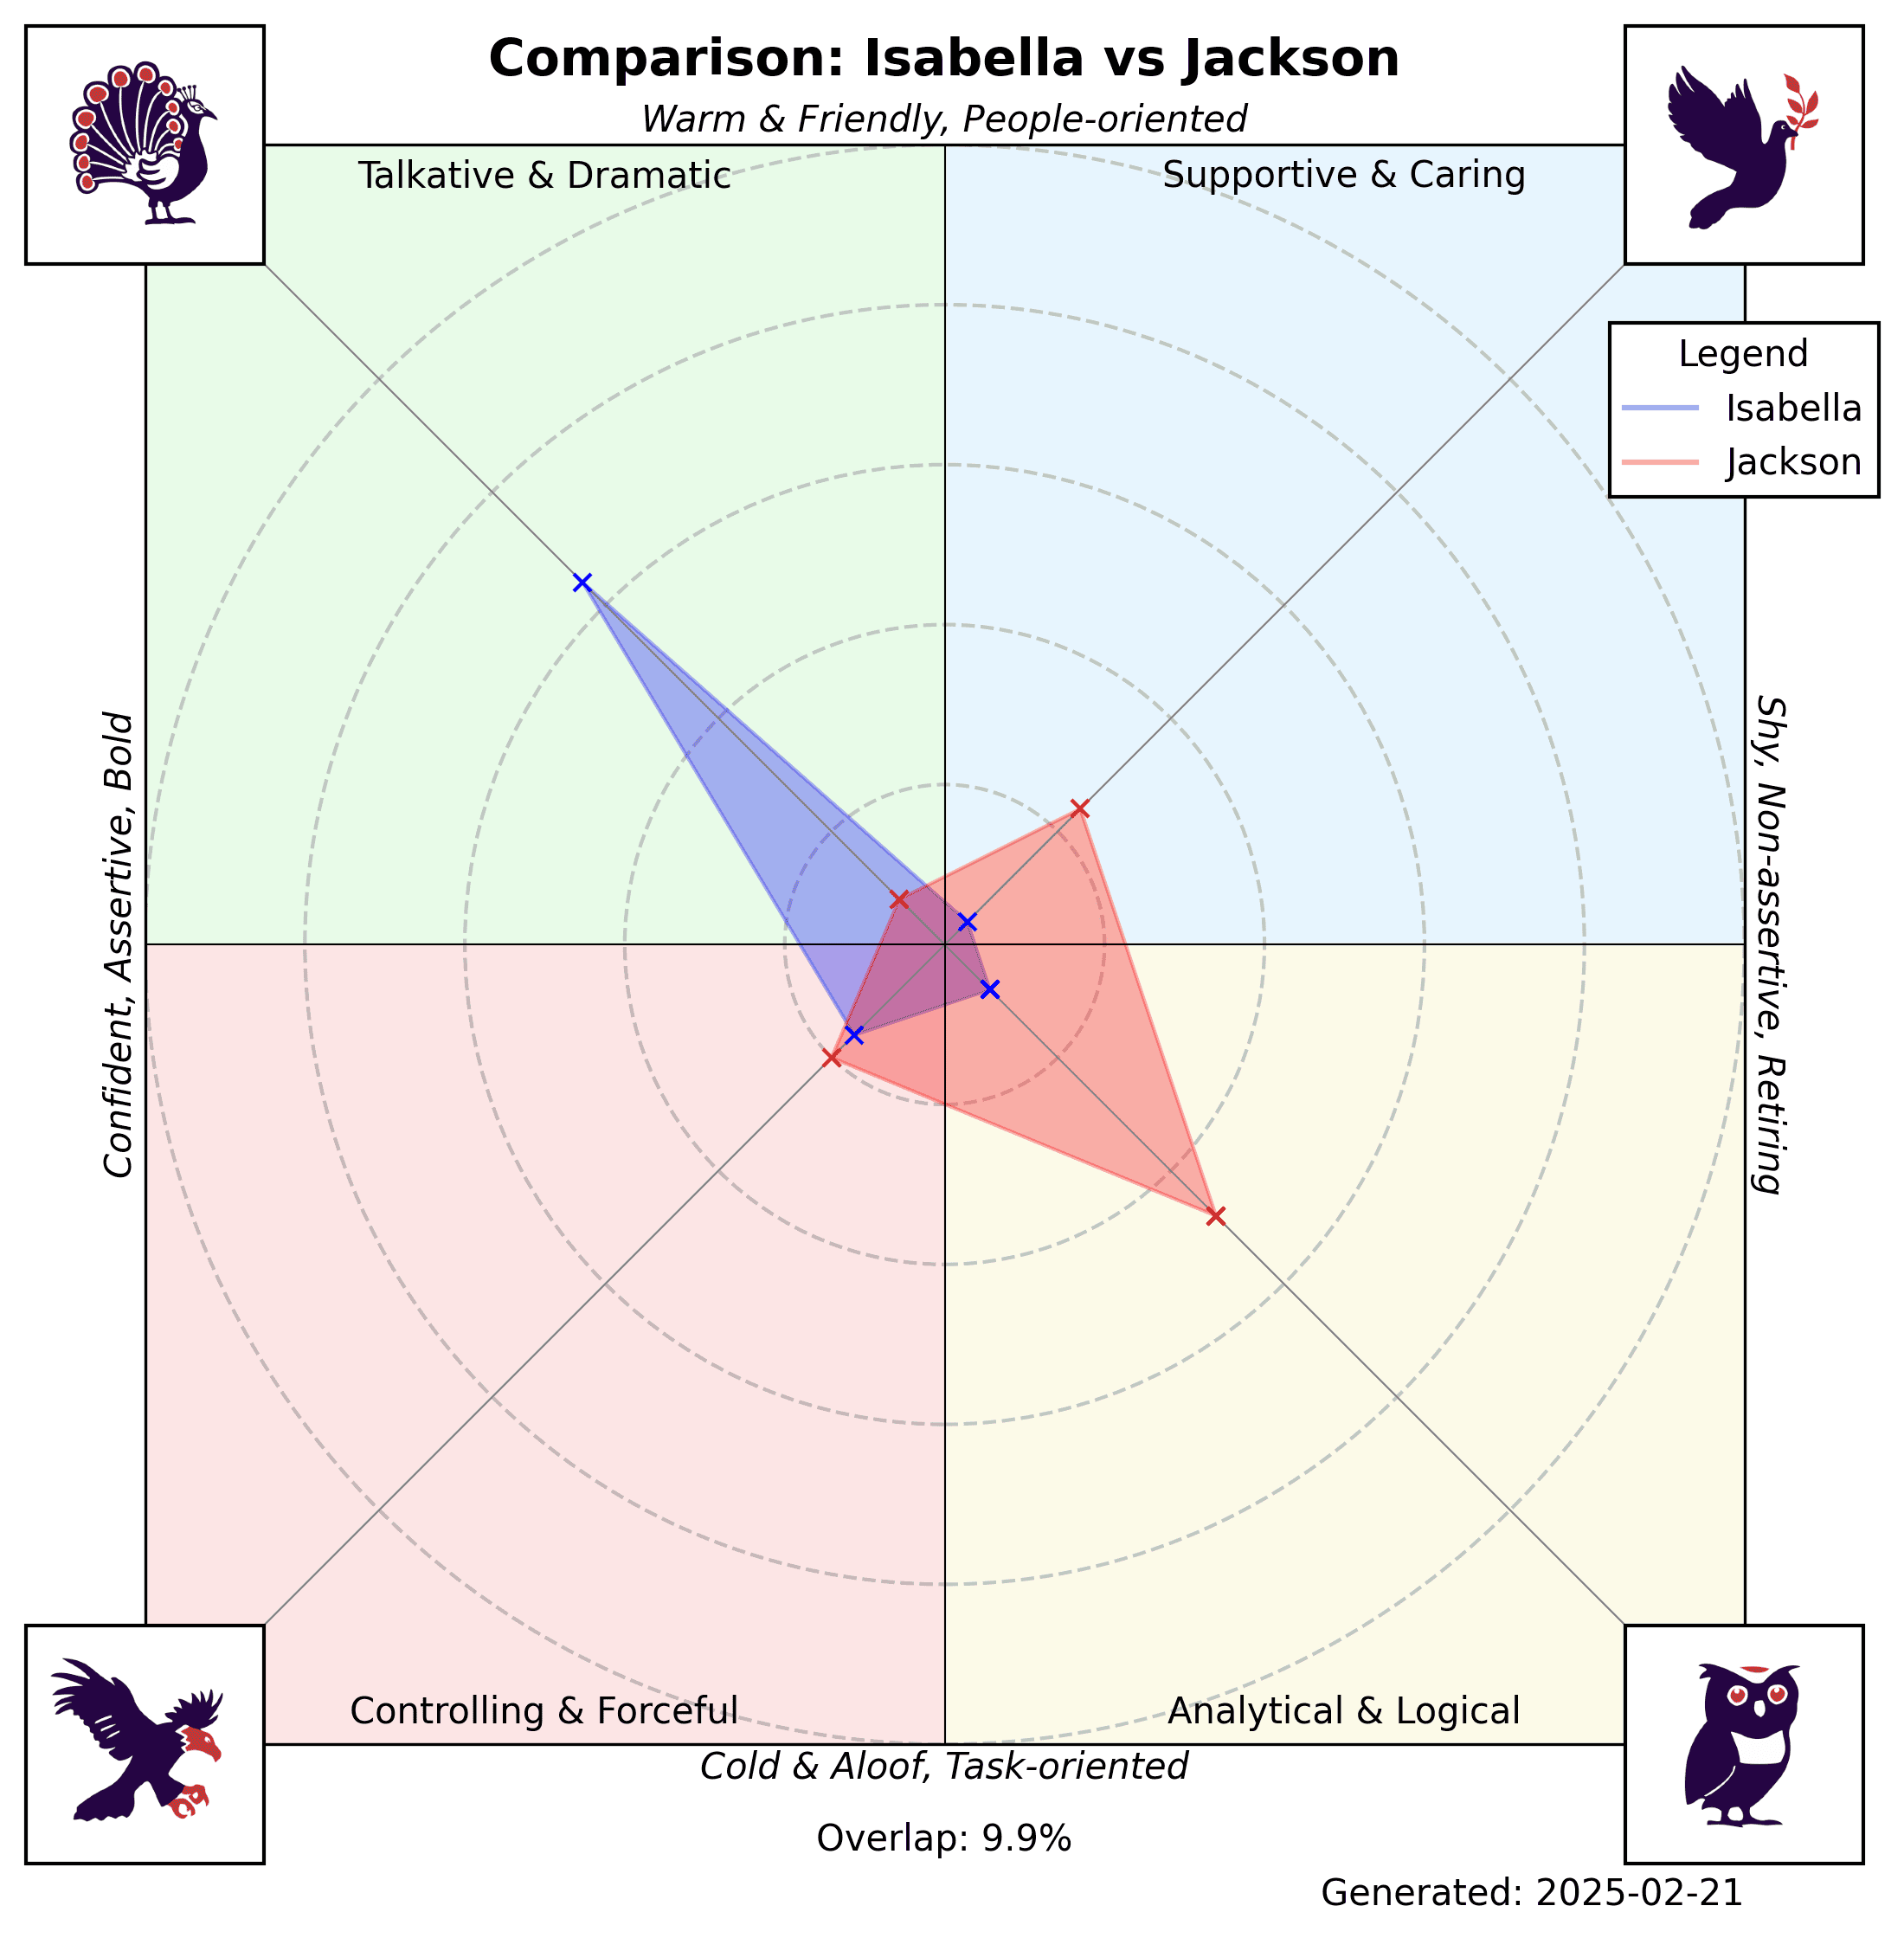 Comparison: Isabella vs Jackson
Warm & Friendly, People-oriented
Talkative & Dramatic
Supportive & Caring
Legend
Isabella
Jackson
Confident, Assertive, Bold
Shy, Non-assertive, Retiring
Controlling & Forceful
Analytical & Logical
Cold & Aloof, Task-oriented
Overlap: 9.9%
Generated: 2025-02-21